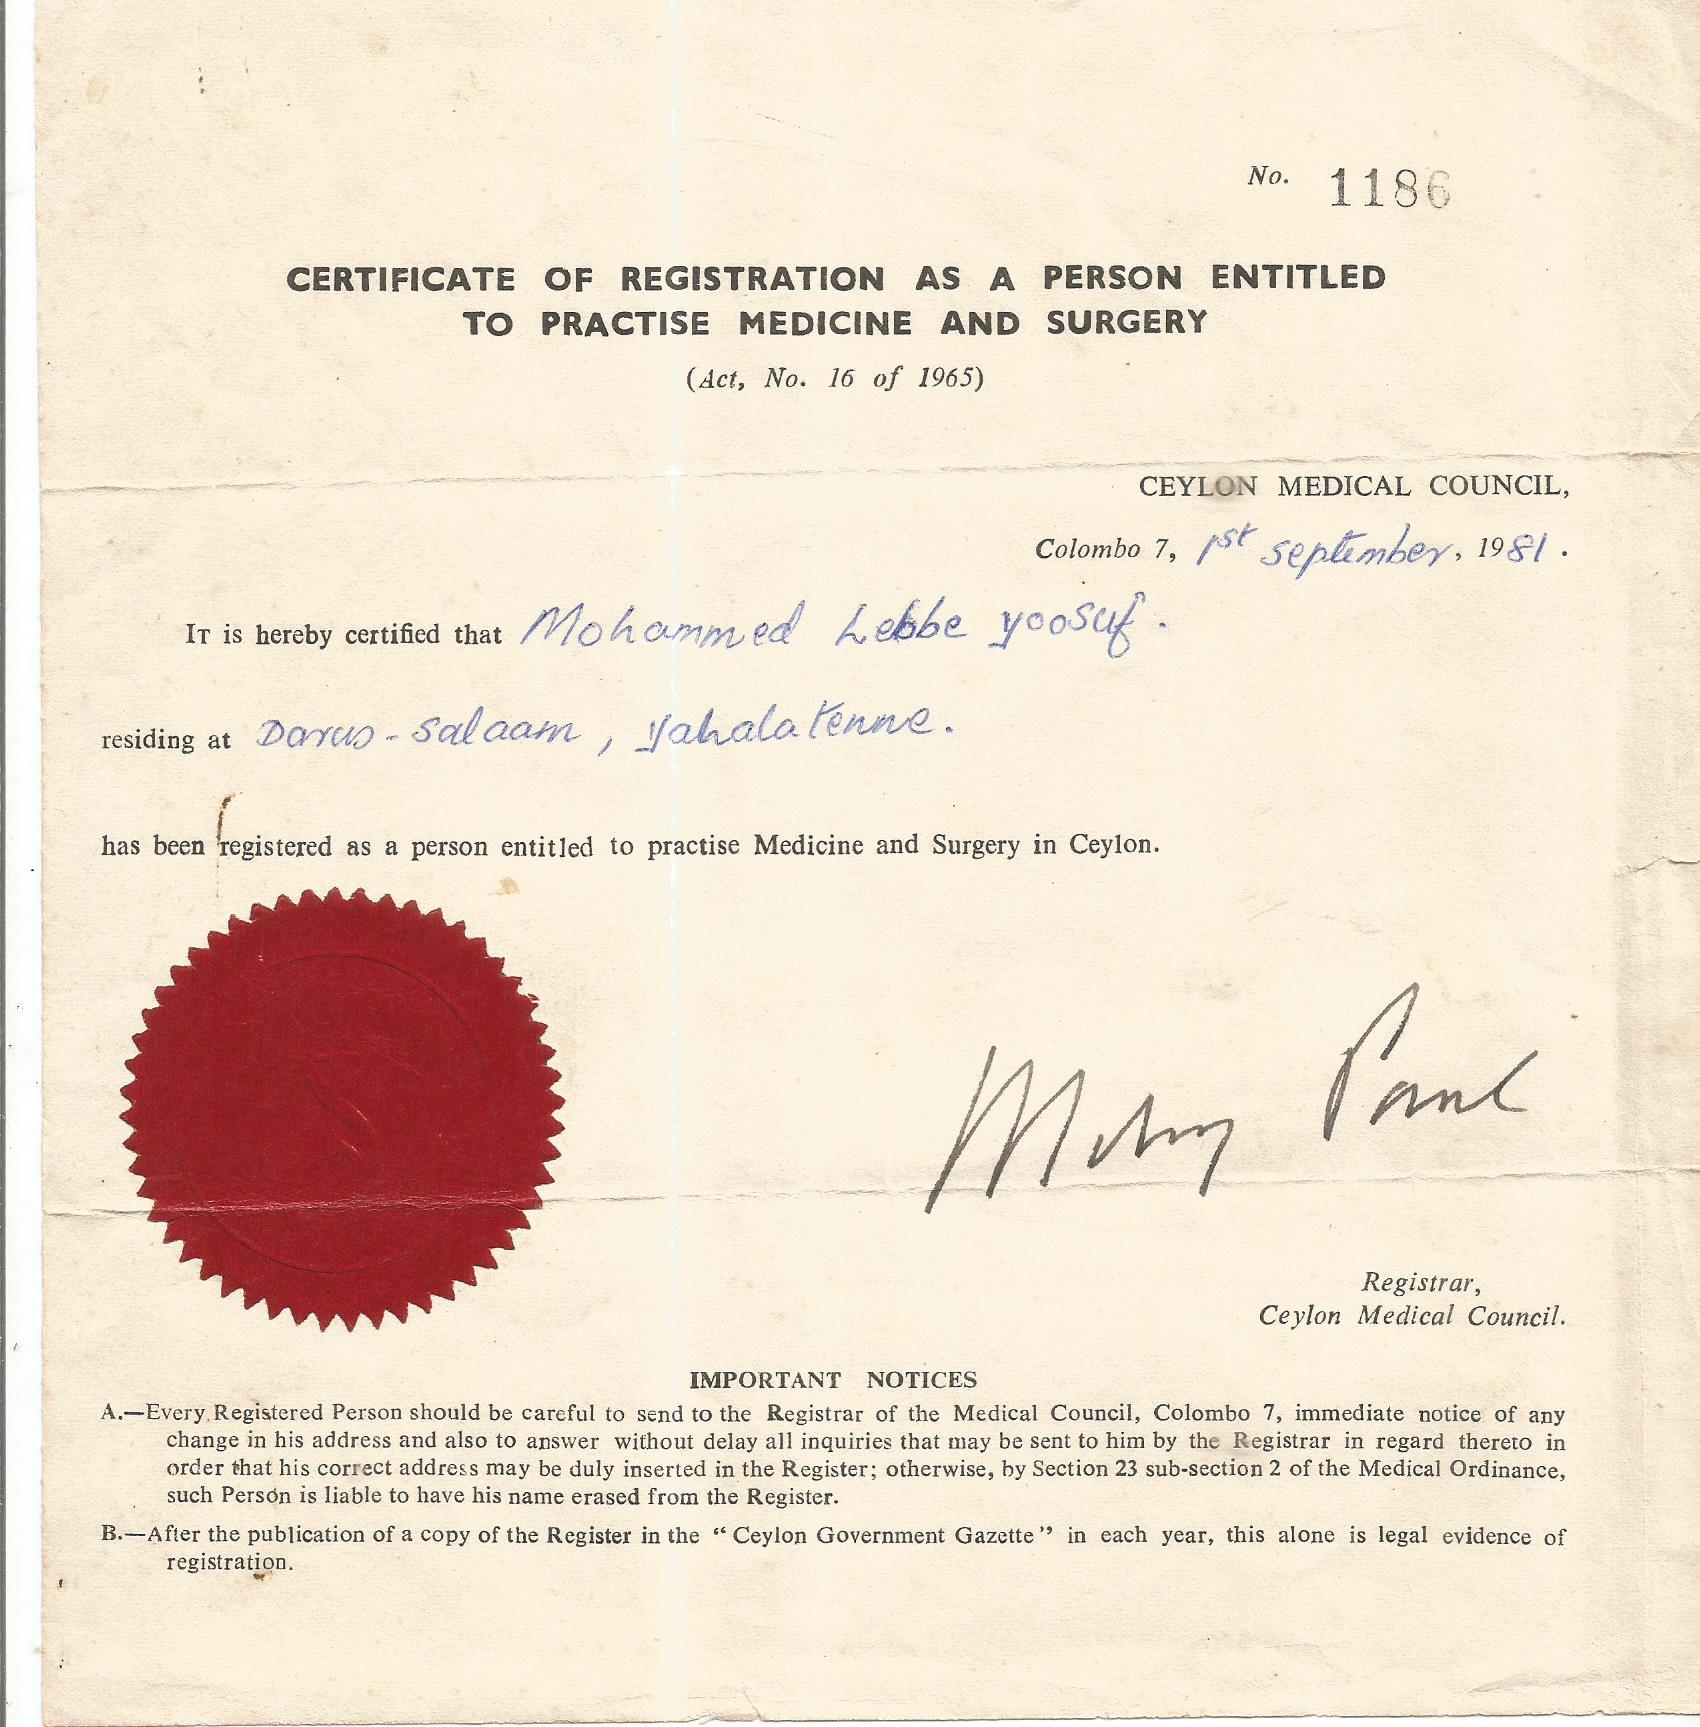 No. 1186
CERTIFICATE OF REGISTRATION AS A PERSON ENTITLED
TO PRACTISE MEDICINE AND SURGERY
(Act, No. 16 of 1965)
CEYLON MEDICAL COUNCIL,
Colombo 7, 1st september, 1981.
IT is hereby certified that Mohammed Lebbe yoosuf.
residing at Darus-Salaam, yahalatenne.
has been registered as a person entitled to practise Medicine and Surgery in Ceylon.
Registrar,
Ceylon Medical Council.
IMPORTANT NOTICES
A.—Every Registered Person should be careful to send to the Registrar of the Medical Council, Colombo 7, immediate notice of any
change in his address and also to answer without delay all inquiries that may be sent to him by the Registrar in regard thereto in
order that his correct address may be duly inserted in the Register; otherwise, by Section 23 sub-section 2 of the Medical Ordinance,
such Person is liable to have his name erased from the Register.
B.—After the publication of a copy of the Register in the “Ceylon Government Gazette” in each year, this alone is legal evidence of
registration.